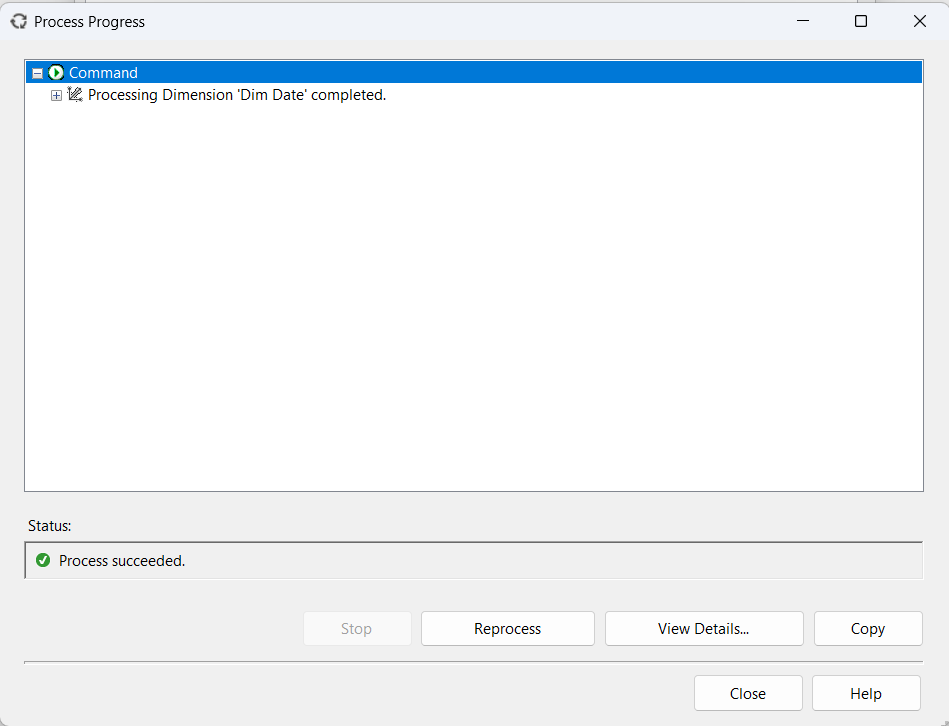 Process Progress
Command
Processing Dimension 'Dim Date' completed.
Status:
Process succeeded.
Stop
Reprocess
View Details...
Copy
Close
Help